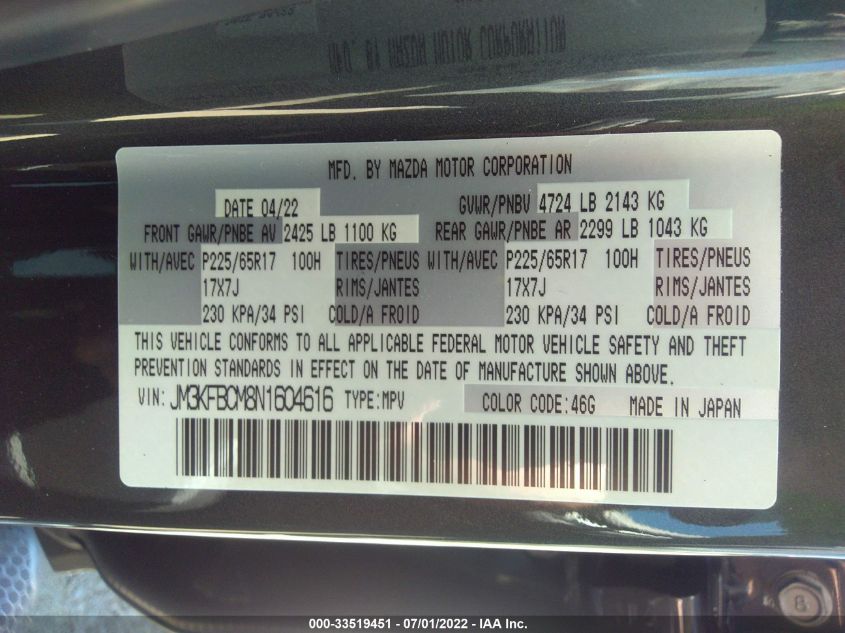 MFD. BY MAZDA MOTOR CORPORATION
DATE 04/22 GVWR/PNBV 4724 LB 2143 KG
FRONT GAWR/PNBE AV 2425 LB 1100 KG REAR GAWR/PNBE AR 2299 LB 1043 KG
WITH/AVEC P225/65R17 100H TIRES/PNEUS WITH/AVEC P225/65R17 100H TIRES/PNEUS
17X7J RIMS/JANTES 17X7J RIMS/JANTES
230 KPA/34 PSI COLD/A FROID 230 KPA/34 PSI COLD/A FROID
THIS VEHICLE CONFORMS TO ALL APPLICABLE FEDERAL MOTOR VEHICLE SAFETY AND THEFT
PREVENTION STANDARDS IN EFFECT ON THE DATE OF MANUFACTURE SHOWN ABOVE.
VIN: JM3KFBCM8N1604616 TYPE:MPV COLOR CODE:46G MADE IN JAPAN
8
000-33519451 - 07/01/2022 - IAA Inc.